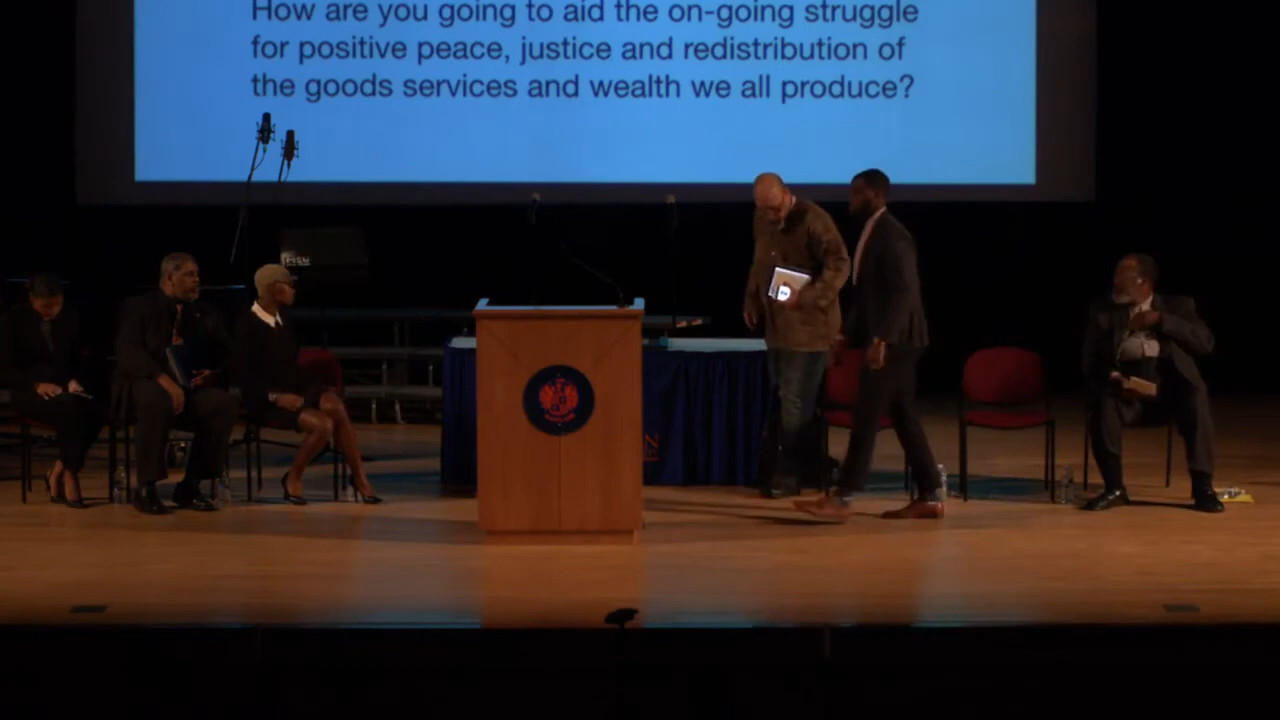 How are you going to aid the on-going struggle
for positive peace, justice and redistribution of
the goods services and wealth we all produce?
N